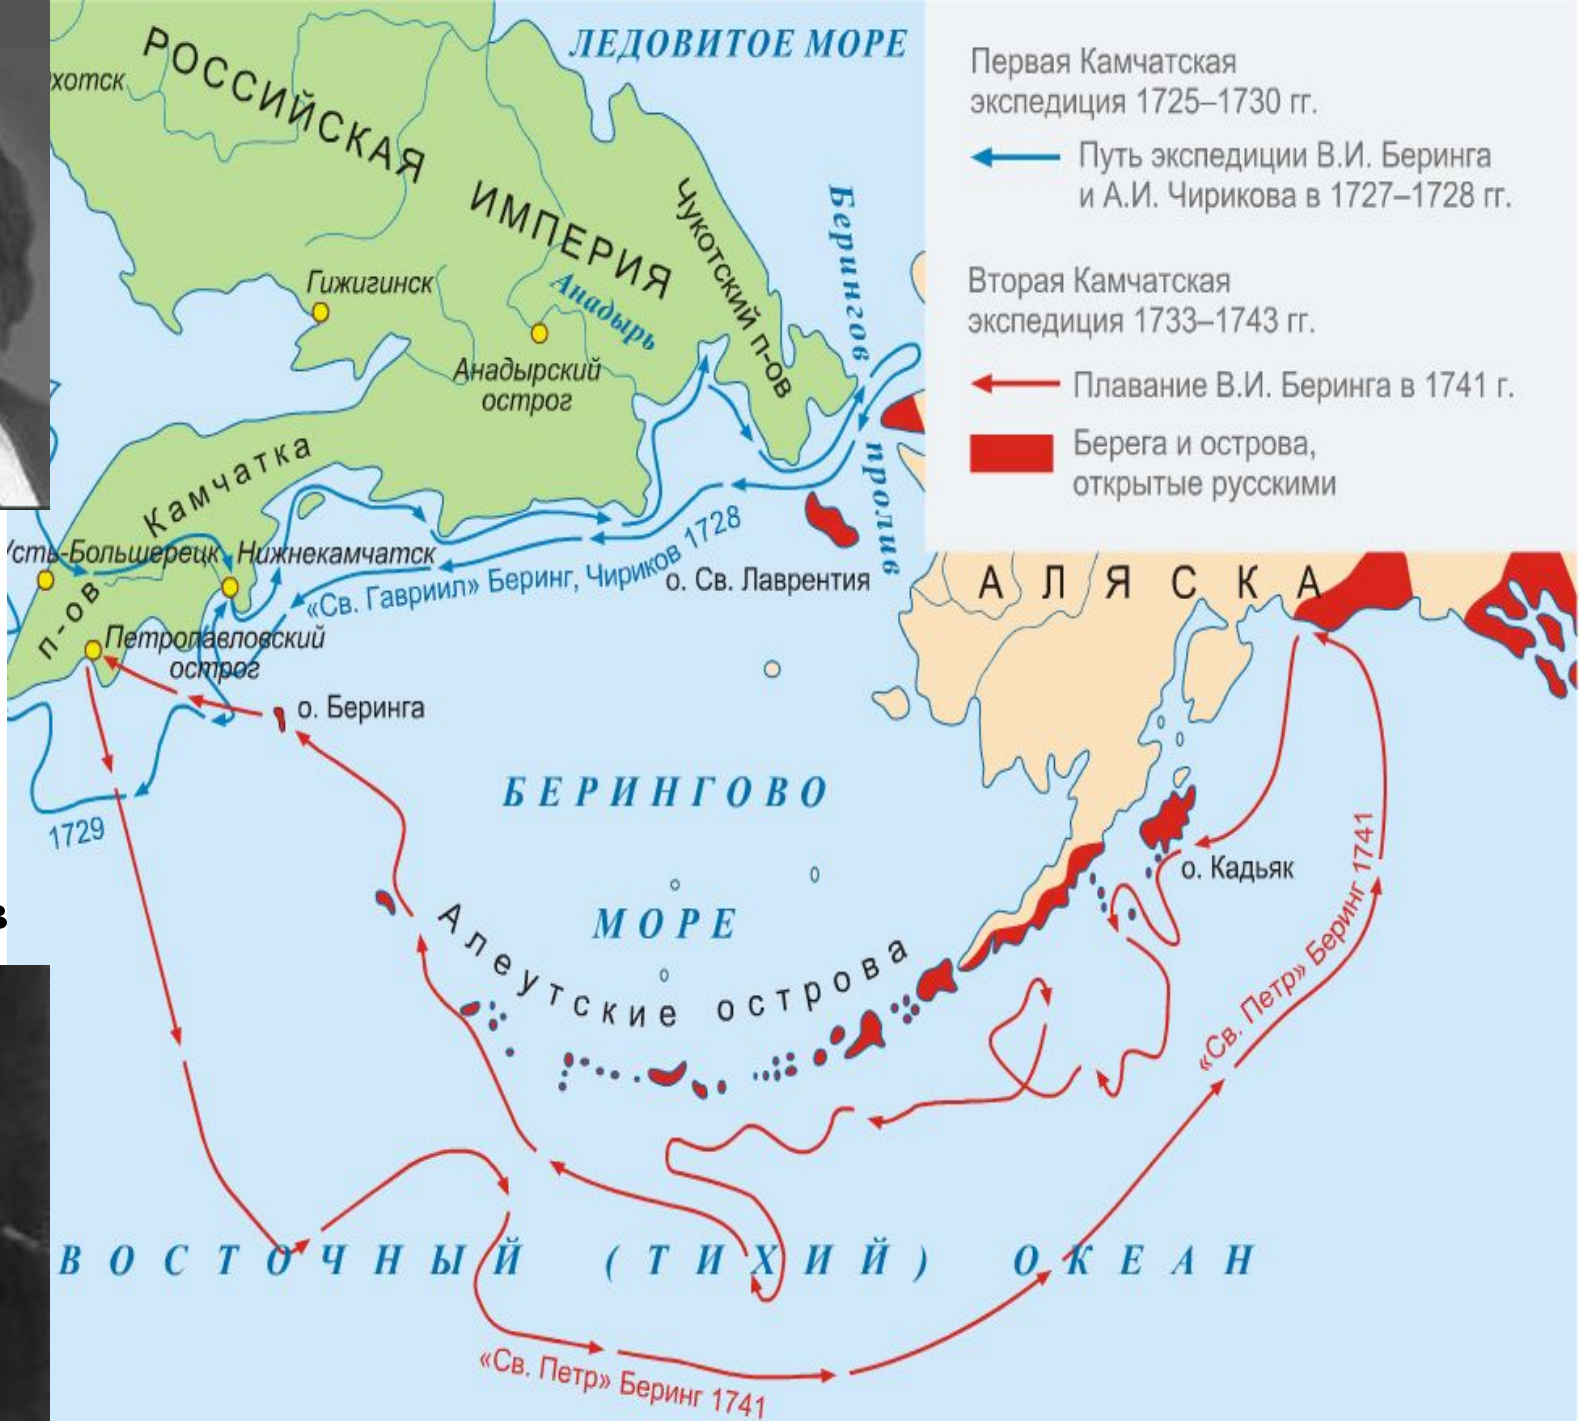 ЛЕДОВИТОЕ МОРЕ
РОССИЙСКАЯ
ИМПЕРИЯ
хотск
Гижигинск
Анадырь
Анадырский
острог
Чукотский п-ов
Берингов
пролив
п-ов Камчатка
Усть-Большерецк
Нижнекамчатск
«Св. Гавриил» Беринг, Чириков 1728
о. Св. Лаврентия
Петропавловский
острог
о. Беринга
1729
АЛЯСКА
БЕРИНГОВО
МОРЕ
о. Кадьяк
Алеутские острова
«Св. Петр» Беринг 1741
ВОСТОЧНЫЙ (ТИХИЙ) ОКЕАН
«Св. Петр» Беринг 1741
в
Первая Камчатская
экспедиция 1725–1730 гг.
Путь экспедиции В.И. Беринга
и А.И. Чирикова в 1727–1728 гг.
Вторая Камчатская
экспедиция 1733–1743 гг.
Плавание В.И. Беринга в 1741 г.
Берега и острова,
открытые русскими